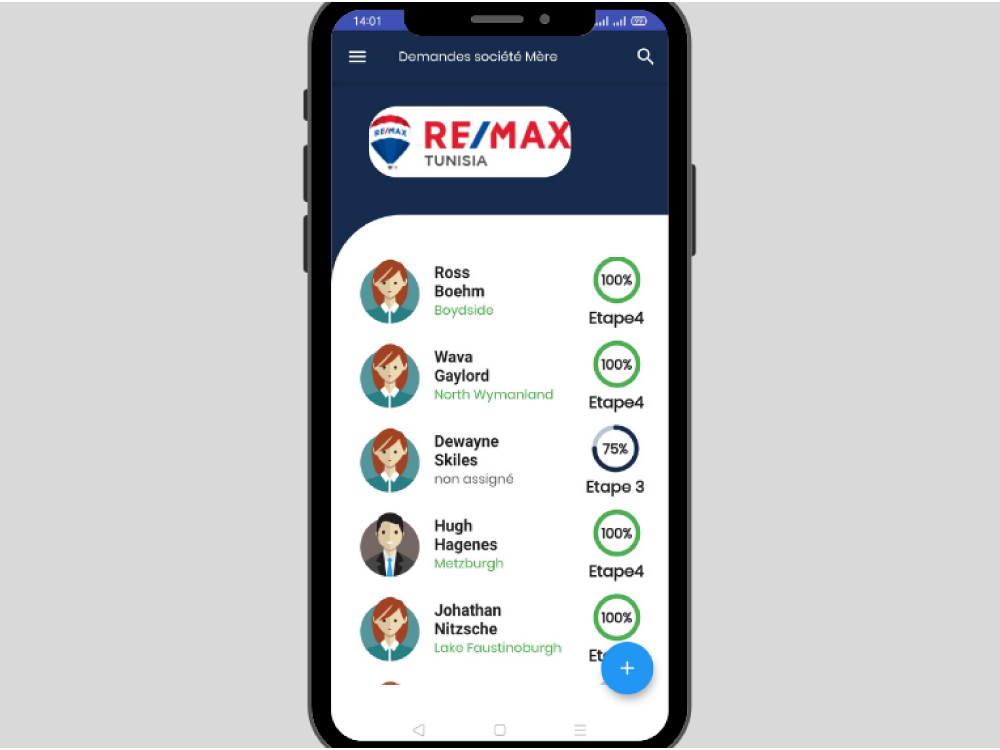 14:01
Demandes société Mère
RE/MAX
RE/MAX
TUNISIA
Ross
Boehm
Boydside
100%
Etape4
Wava
Gaylord
North Wymanland
100%
Etape4
Dewayne
Skiles
non assigné
75%
Etape 3
Hugh
Hagenes
Metzburgh
100%
Etape4
Johathan
Nitzsche
Lake Faustinoburgh
100%
+